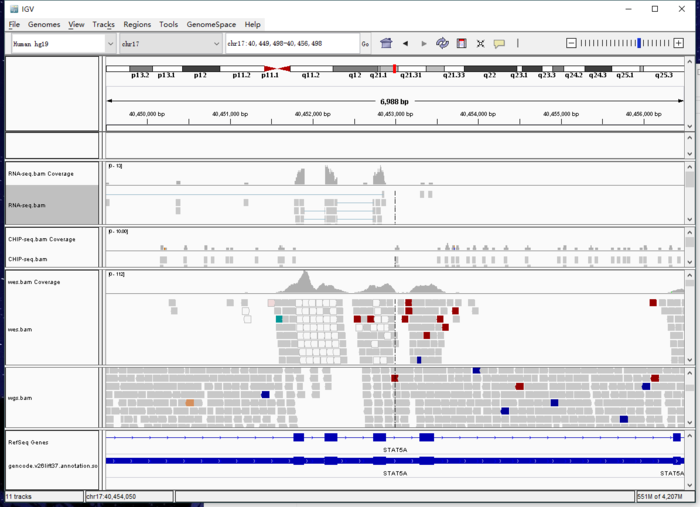 IGV
File Genomes View Tracks Regions Tools GenomeSpace Help
Human hg19 chr17 chr17:40,449,498-40,456,498 Go
p13.2 p13.1 p12 p11.2 p11.1 q11.2 q12 q21.1 q21.31 q21.33 q22 q23.1 q23.3 q24.2 q24.3 q25.1 q25.3
6,988 bp
40,450,000 bp 40,451,000 bp 40,452,000 bp 40,453,000 bp 40,454,000 bp 40,455,000 bp 40,456,000 bp
RNA-seq.bam Coverage
[0 - 13]
RNA-seq.bam
CHIP-seq.bam Coverage
[0 - 10.00]
CHIP-seq.bam
wes.bam Coverage
[0 - 112]
wes.bam
wgs.bam
RefSeq Genes
STAT5A
gencode.v28lift37.annotation.so
STAT5A STAT5A
11 tracks chr17:40,454,050 551M of 4,207M